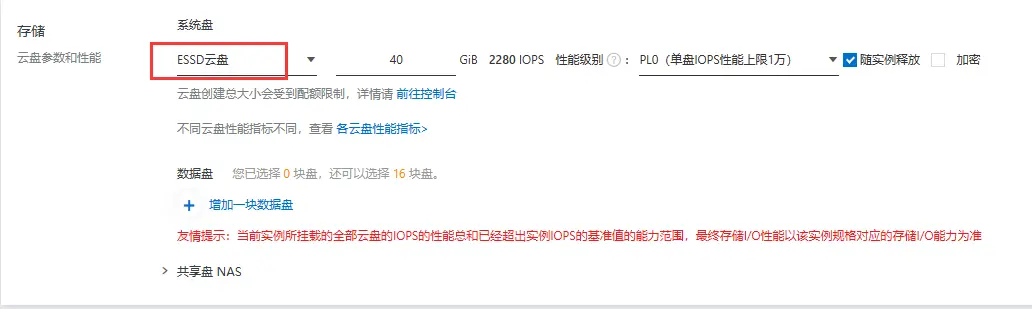 存储
云盘参数和性能
系统盘
ESSD云盘 40 GiB 2280 IOPS 性能级别 ? : PL0（单盘IOPS性能上限1万） 随实例释放 加密
云盘创建总大小会受到配额限制，详情请 前往控制台
不同云盘性能指标不同，查看 各云盘性能指标>
数据盘 您已选择 0 块盘，还可以选择 16 块盘。
+ 增加一块数据盘
友情提示：当前实例所挂载的全部云盘的IOPS的性能总和已经超出实例IOPS的基准值的能力范围，最终存储I/O性能以该实例规格对应的存储I/O能力为准
> 共享盘 NAS